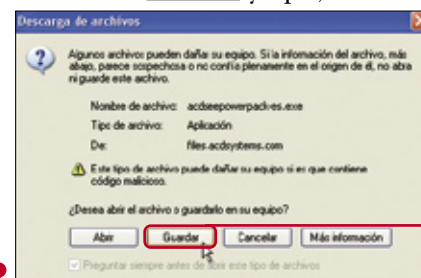 Descarga de archivos
Algunos archivos pueden dañar su equipo. Si la información del archivo, más
abajo, parece sospechosa o no confía plenamente en el origen de él, no abra
ni guarde este archivo.
Nombre de archivo: acdseepowerpack-es.exe
Tipo de archivo: Aplicación
De: files.acdsystems.com
Este tipo de archivo puede dañar su equipo si es que contiene
código malicioso.
¿Desea abrir el archivo o guardarlo en su equipo?
Abrir Guardar Cancelar Más información
Preguntar siempre antes de abrir este tipo de archivos